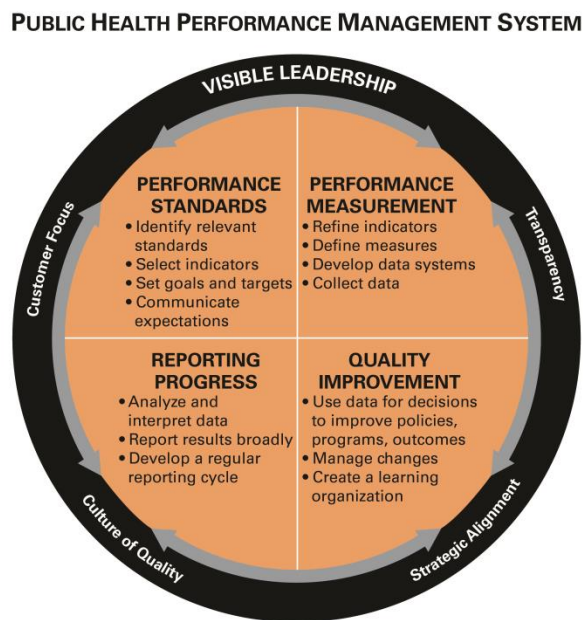 PUBLIC HEALTH PERFORMANCE MANAGEMENT SYSTEM
VISIBLE LEADERSHIP
Customer Focus
Transparency
PERFORMANCE
STANDARDS
• Identify relevant
standards
• Select indicators
• Set goals and targets
• Communicate
expectations
PERFORMANCE
MEASUREMENT
• Refine indicators
• Define measures
• Develop data systems
• Collect data
REPORTING
PROGRESS
• Analyze and
interpret data
• Report results broadly
• Develop a regular
reporting cycle
QUALITY
IMPROVEMENT
• Use data for decisions
to improve policies,
programs, outcomes
• Manage changes
• Create a learning
organization
Culture of Quality
Strategic Alignment